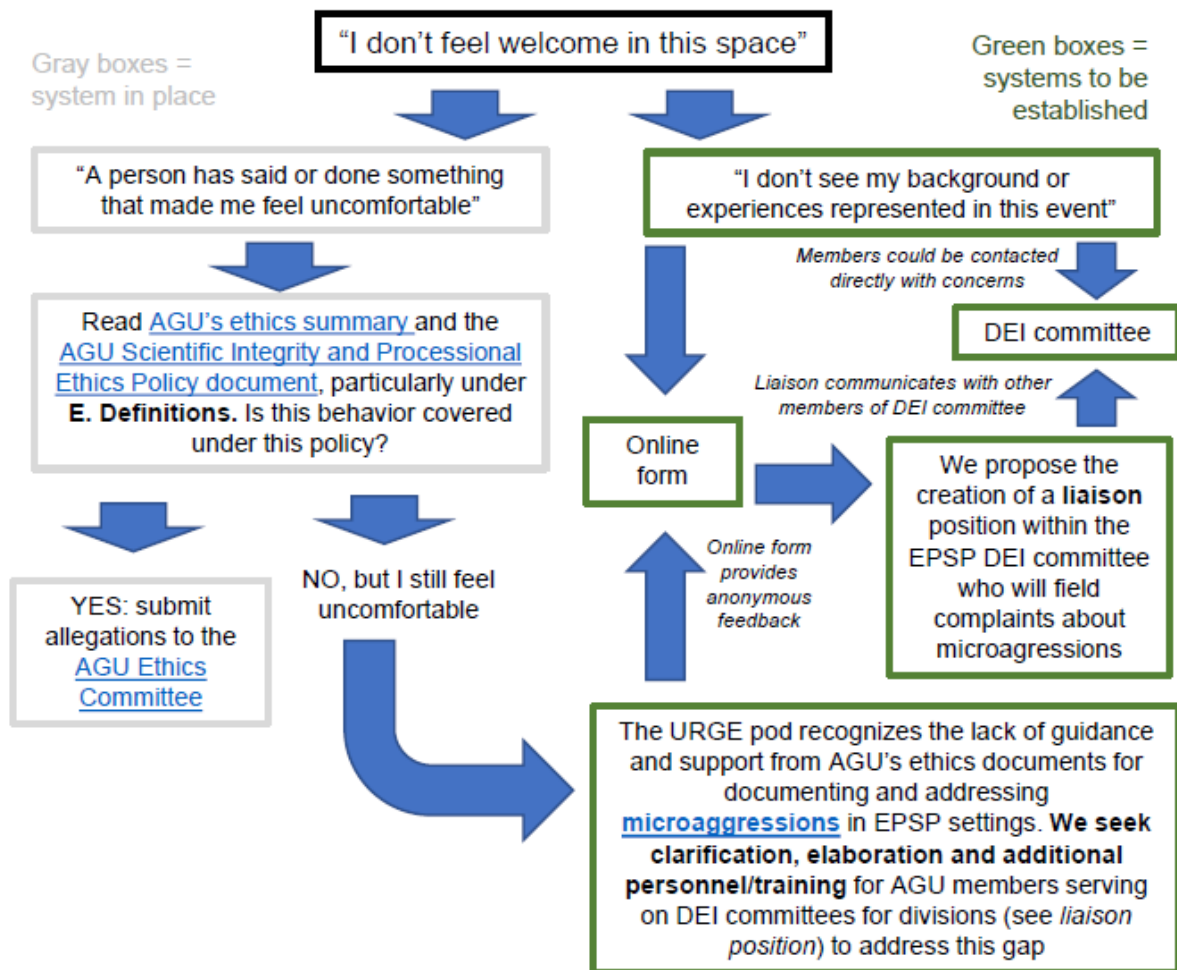 “I don’t feel welcome in this space”
Gray boxes =
system in place
Green boxes =
systems to be
established
“A person has said or done something
that made me feel uncomfortable”
“I don’t see my background or
experiences represented in this event”
Members could be contacted
directly with concerns
DEI committee
Read AGU’s ethics summary and the
AGU Scientific Integrity and Processional
Ethics Policy document, particularly under
E. Definitions. Is this behavior covered
under this policy?
Liaison communicates with other
members of DEI committee
Online
form
We propose the
creation of a liaison
position within the
EPSP DEI committee
who will field
complaints about
microagressions
Online form
provides
anonymous
feedback
YES: submit
allegations to the
AGU Ethics
Committee
NO, but I still feel
uncomfortable
The URGE pod recognizes the lack of guidance
and support from AGU’s ethics documents for
documenting and addressing
microaggressions in EPSP settings. We seek
clarification, elaboration and additional
personnel/training for AGU members serving
on DEI committees for divisions (see liaison
position) to address this gap